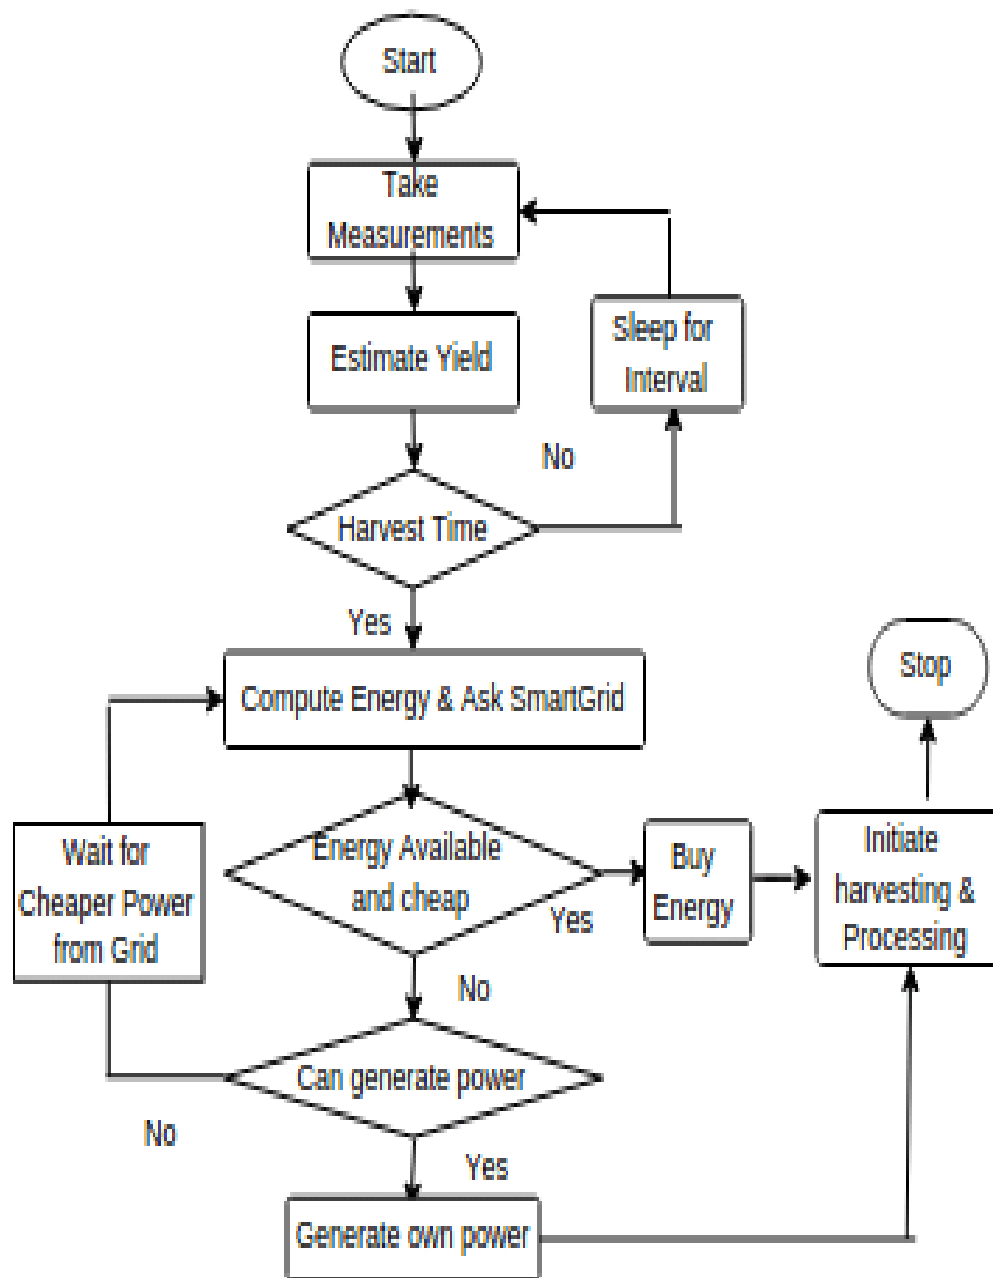 Start
Take
Measurements
Estimate Yield
Sleep for
Interval
No
Harvest Time
Yes
Compute Energy & Ask SmartGrid
Stop
Wait for
Cheaper Power
from Grid
Energy Available
and cheap
Yes
Buy
Energy
Initiate
harvesting &
Processing
No
Can generate power
No
Yes
Generate own power